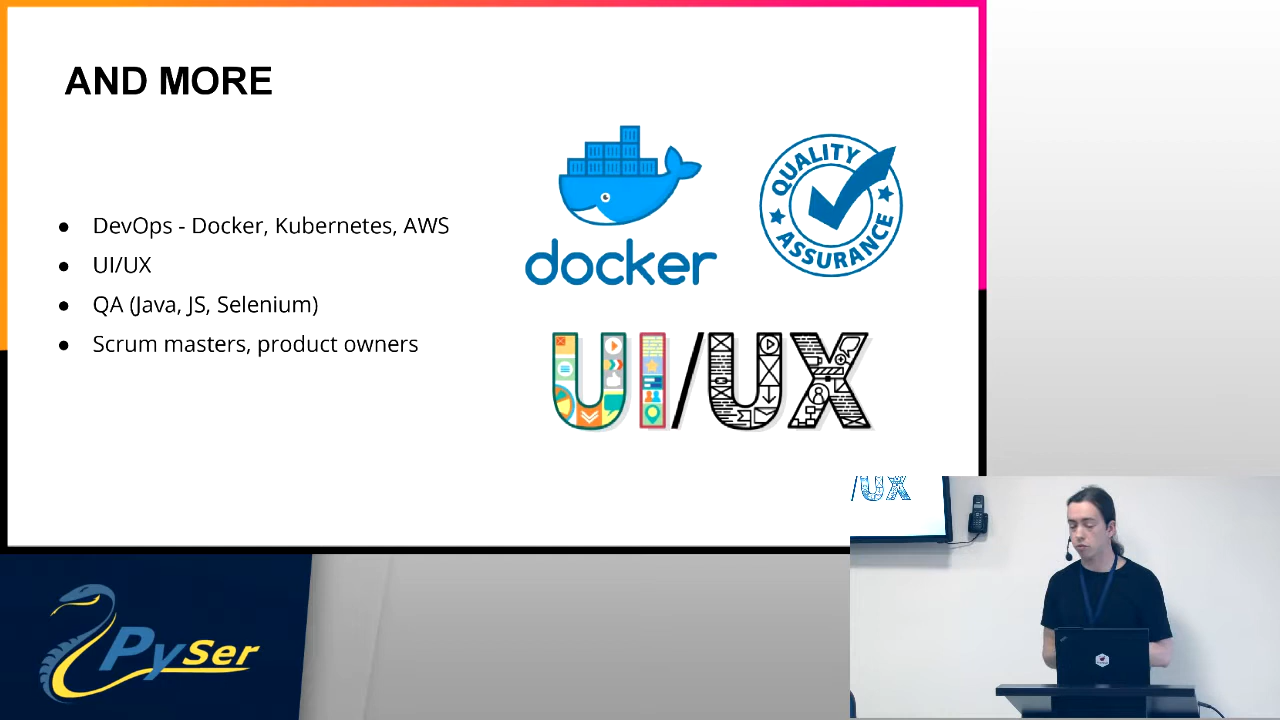 AND MORE
DevOps - Docker, Kubernetes, AWS
UI/UX
QA (Java, JS, Selenium)
Scrum masters, product owners
docker
QUALITY
ASSURANCE
UI/UX
/UX
PySer